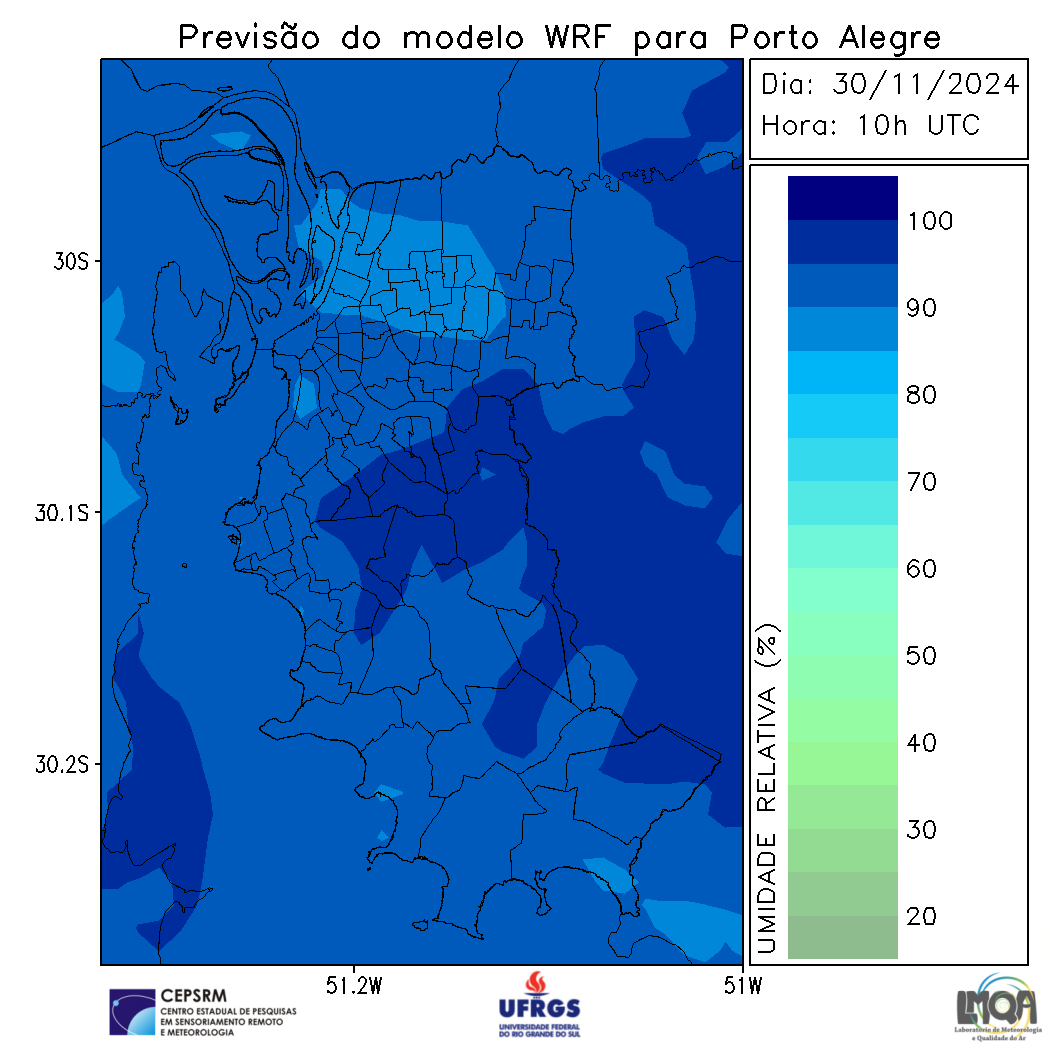 Previsão do modelo WRF para Porto Alegre
Dia: 30/11/2024
Hora: 10h UTC
30S
30.1S
30.2S
51.2W
51W
UMIDADE RELATIVA (%)
100
90
80
70
60
50
40
30
20
CEPSRM
CENTRO ESTADUAL DE PESQUISAS
EM SENSORIAMENTO REMOTO
E METEOROLOGIA
UFRGS
UNIVERSIDADE FEDERAL
DO RIO GRANDE DO SUL
LMQA
Laboratório de Meteorologia
e Qualidade do Ar